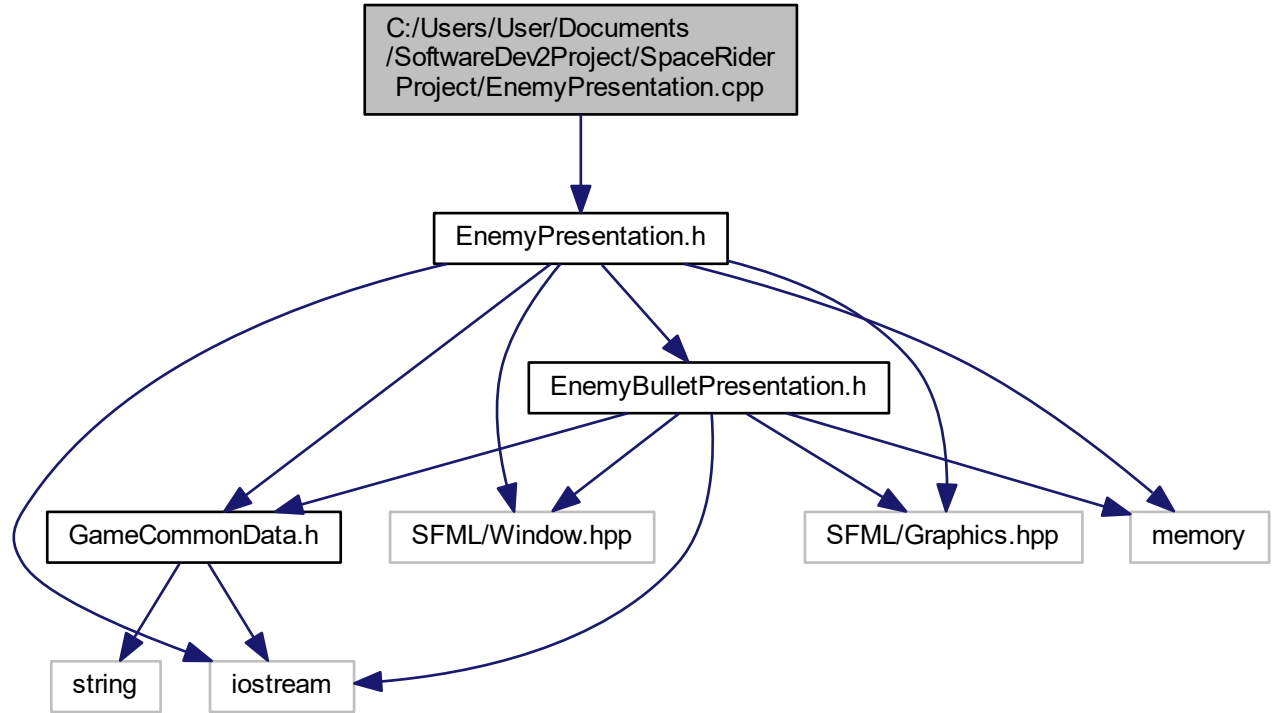 C:/Users/User/Documents
/SoftwareDev2Project/SpaceRider
Project/EnemyPresentation.cpp
EnemyPresentation.h
EnemyBulletPresentation.h
GameCommonData.h
SFML/Window.hpp
SFML/Graphics.hpp
memory
string
iostream